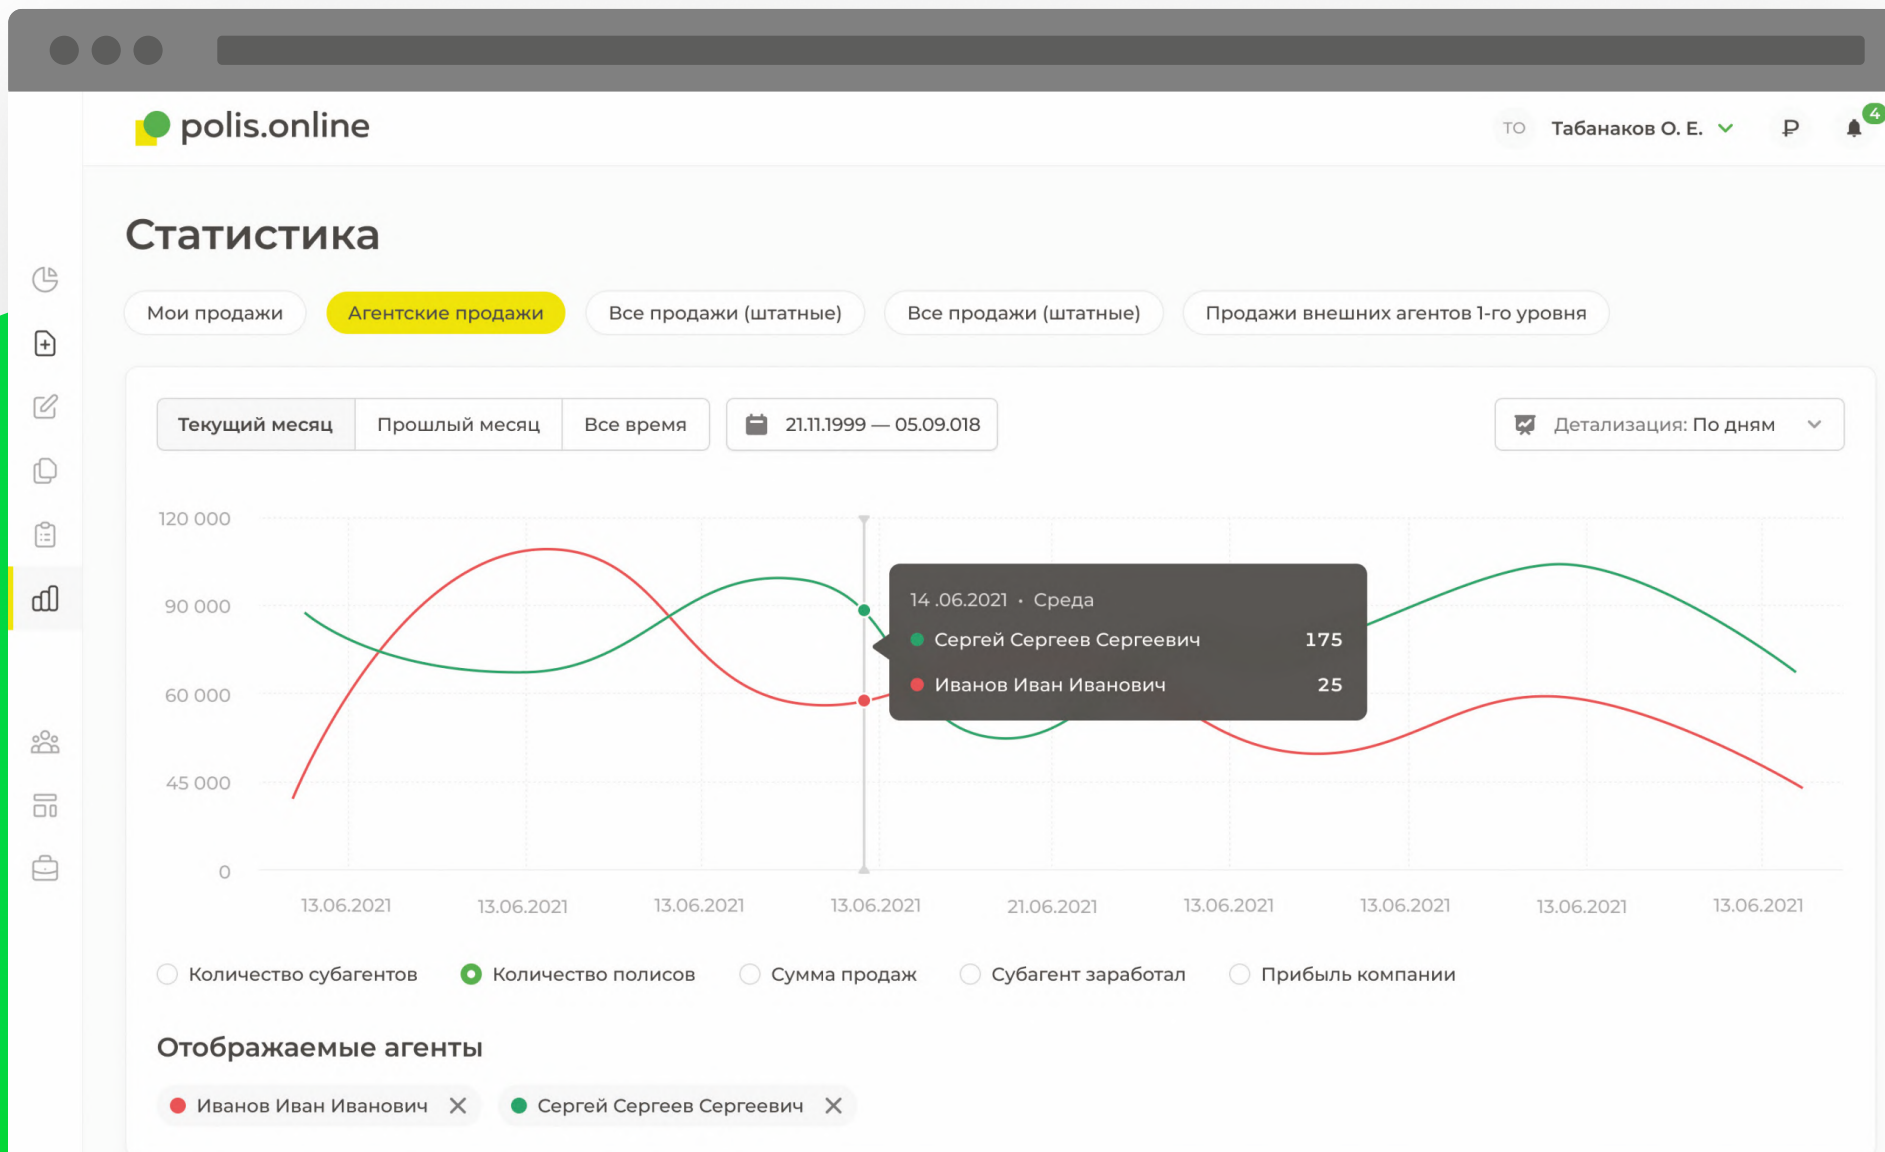 polis.online
ТО Табанаков О. Е. ₽ 4
Статистика
Мои продажи Агентские продажи Все продажи (штатные) Все продажи (штатные) Продажи внешних агентов 1-го уровня
Текущий месяц Прошлый месяц Все время 21.11.1999 — 05.09.018 Детализация: По дням
120 000
90 000
60 000
45 000
0
14 .06.2021 • Среда
Сергей Сергеев Сергеевич 175
Иванов Иван Иванович 25
13.06.2021 13.06.2021 13.06.2021 13.06.2021 21.06.2021 13.06.2021 13.06.2021 13.06.2021 13.06.2021
Количество субагентов Количество полисов Сумма продаж Субагент заработал Прибыль компании
Отображаемые агенты
Иванов Иван Иванович Сергей Сергеев Сергеевич